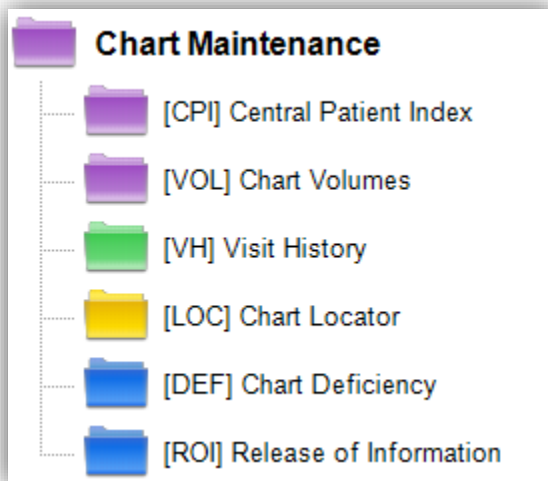 Chart Maintenance
[CPI] Central Patient Index
[VOL] Chart Volumes
[VH] Visit History
[LOC] Chart Locator
[DEF] Chart Deficiency
[ROI] Release of Information